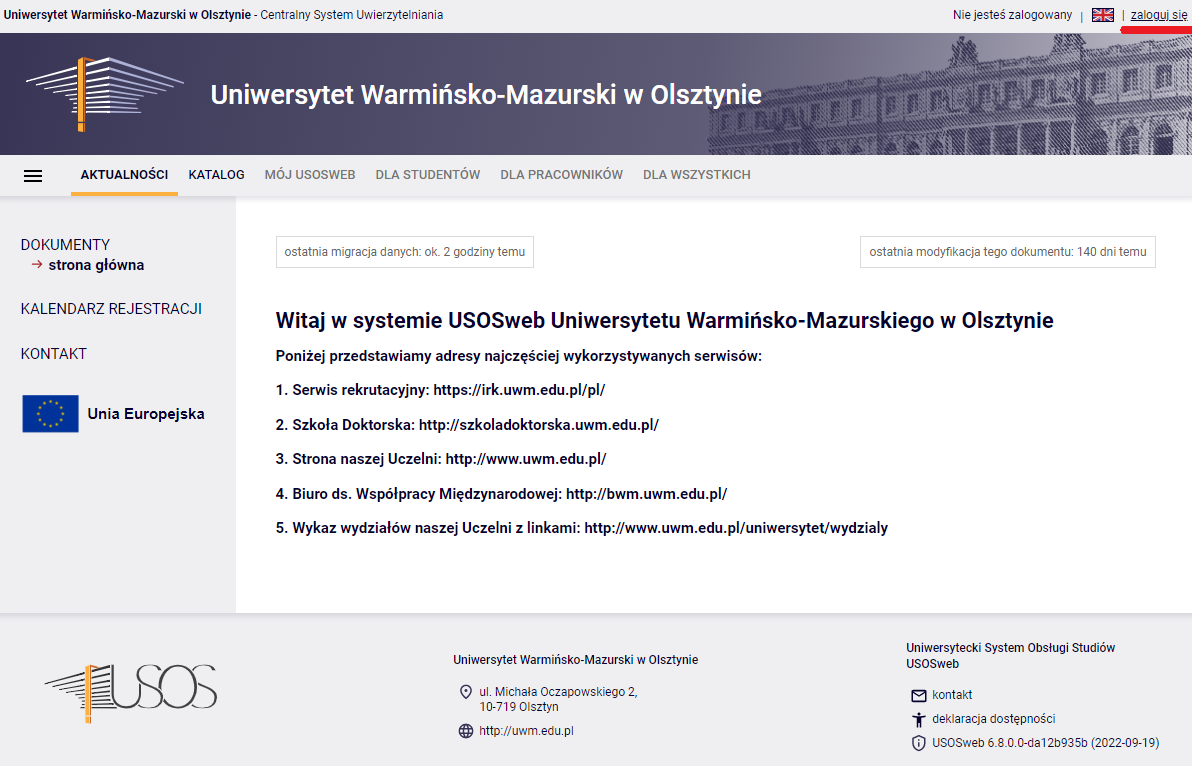 Uniwersytet Warmińsko-Mazurski w Olsztynie - Centralny System Uwierzytelniania
Nie jesteś zalogowany | | zaloguj się
Uniwersytet Warmińsko-Mazurski w Olsztynie
AKTUALNOŚCI KATALOG MÓJ USOSWEB DLA STUDENTÓW DLA PRACOWNIKÓW DLA WSZYSTKICH
DOKUMENTY
→ strona główna
KALENDARZ REJESTRACJI
KONTAKT
Unia Europejska
ostatnia migracja danych: ok. 2 godziny temu
ostatnia modyfikacja tego dokumentu: 140 dni temu
Witaj w systemie USOSweb Uniwersytetu Warmińsko-Mazurskiego w Olsztynie
Poniżej przedstawiamy adresy najczęściej wykorzystywanych serwisów:
1. Serwis rekrutacyjny: https://irk.uwm.edu.pl/pl/
2. Szkoła Doktorska: http://szkoladoktorska.uwm.edu.pl/
3. Strona naszej Uczelni: http://www.uwm.edu.pl/
4. Biuro ds. Współpracy Międzynarodowej: http://bwm.uwm.edu.pl/
5. Wykaz wydziałów naszej Uczelni z linkami: http://www.uwm.edu.pl/uniwersytet/wydzialy
USOS
Uniwersytet Warmińsko-Mazurski w Olsztynie
ul. Michała Oczapowskiego 2,
10-719 Olsztyn
http://uwm.edu.pl
Uniwersytecki System Obsługi Studiów
USOSweb
kontakt
deklaracja dostępności
USOSweb 6.8.0.0-da12b935b (2022-09-19)